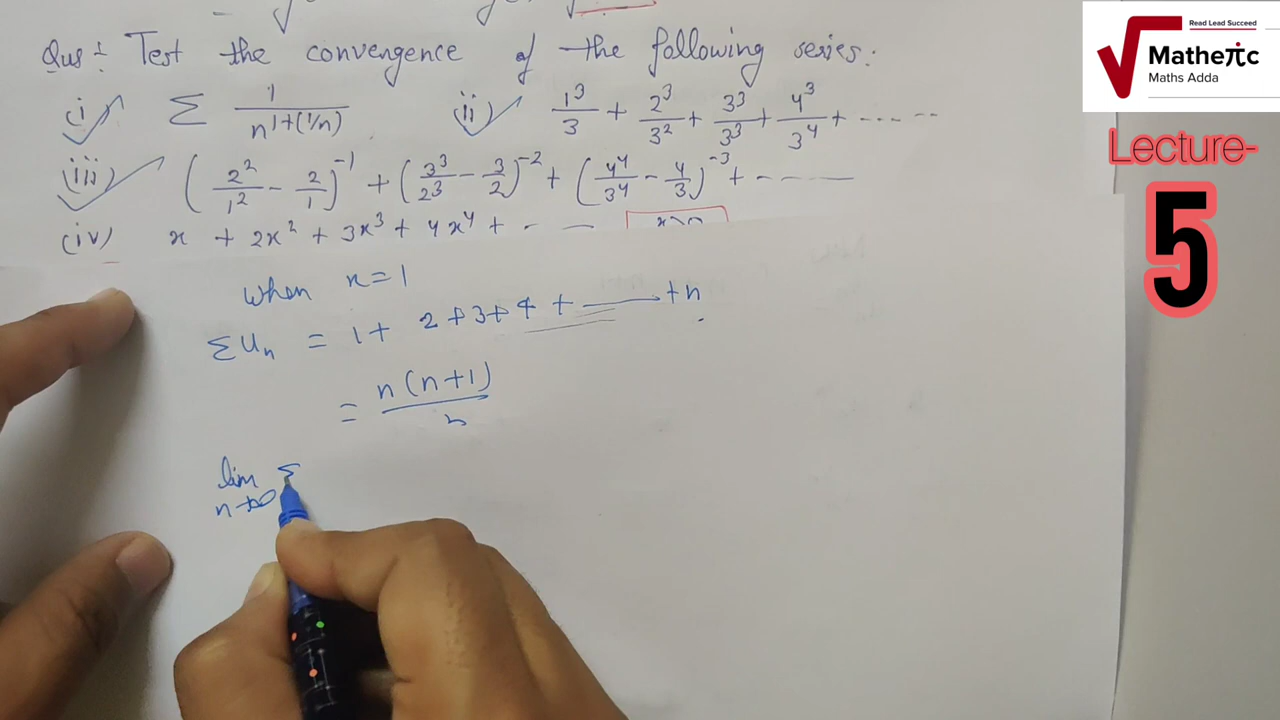 Qus: Test the convergence of the following series:
(i) Σ 1/n^(1+(1/n)) (ii) 1³/3 + 2³/3² + 3³/3³ + 4³/3⁴ + ........
(iii) (2²/1² - 2/1)⁻¹ + (3³/2³ - 3/2)⁻² + (4⁴/3⁴ - 4/3)⁻³ + - - -
(iv) x + 2x² + 3x³ + 4x⁴ + - -
when x=1
ΣUn = 1+ 2+3+4 + —— +n
= n(n+1)/2
lim n→∞ Σ
Read Lead Succeed
Matheπc
Maths Adda
Lecture-
5